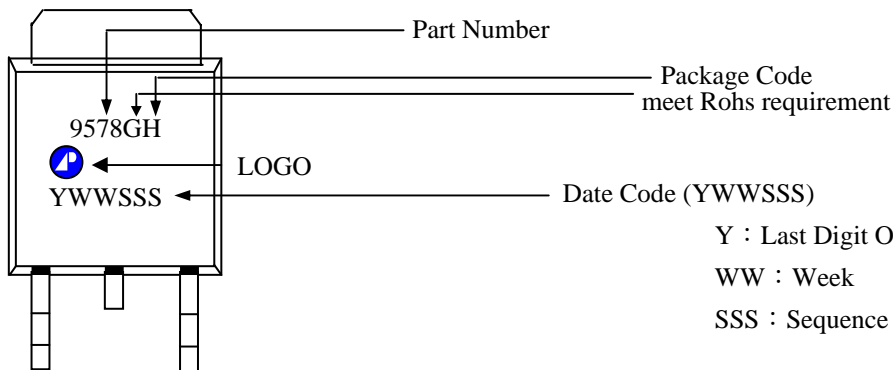 Part Number
Package Code
meet Rohs requirement
9578GH
LOGO
YWWSSS
Date Code (YWWSSS)
Y：Last Digit O
WW：Week
SSS：Sequence